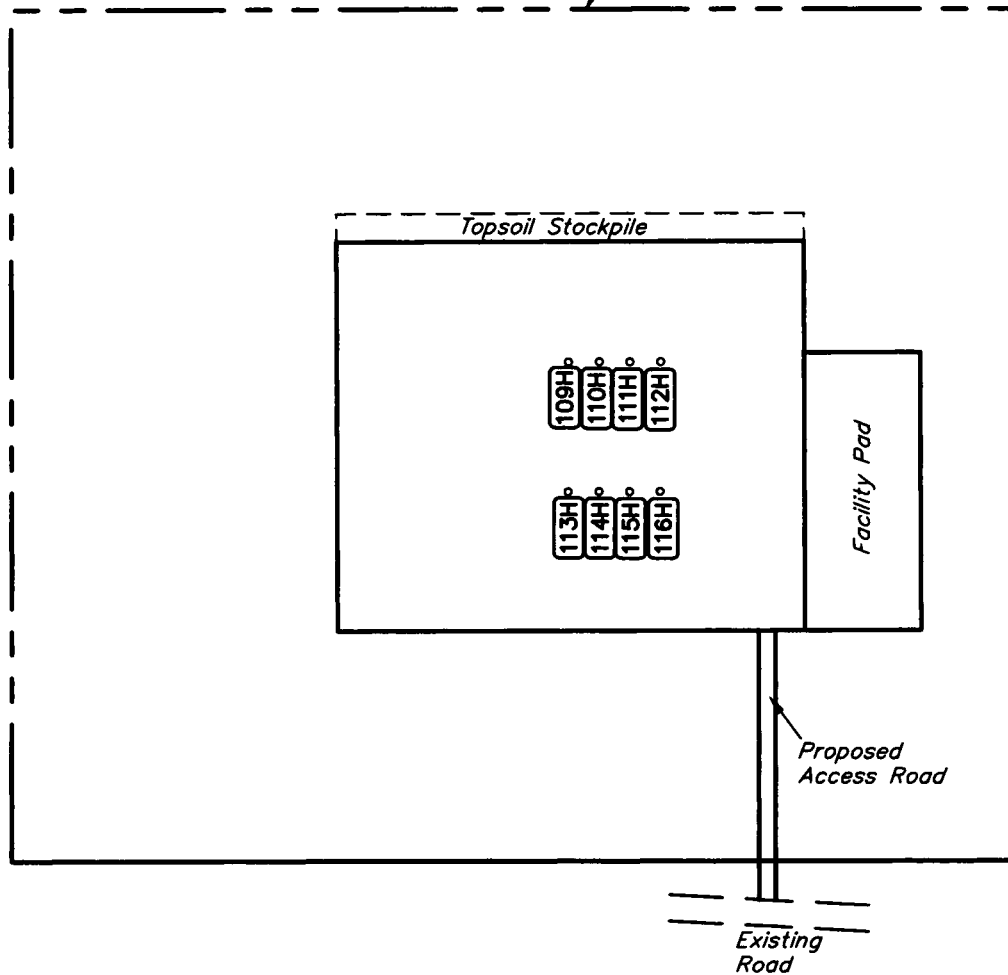 Topsoil Stockpile
109H
110H
111H
112H
113H
114H
115H
116H
Facility Pad
Proposed
Access Road
Existing
Road